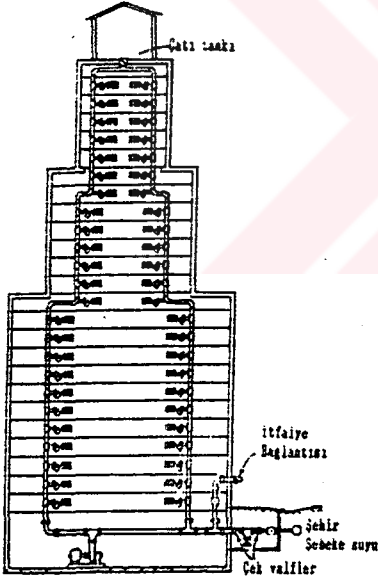 Çatı tankı
itfaiye
Bağlantısı
Şehir
Şebeke suyu
Çek valfler